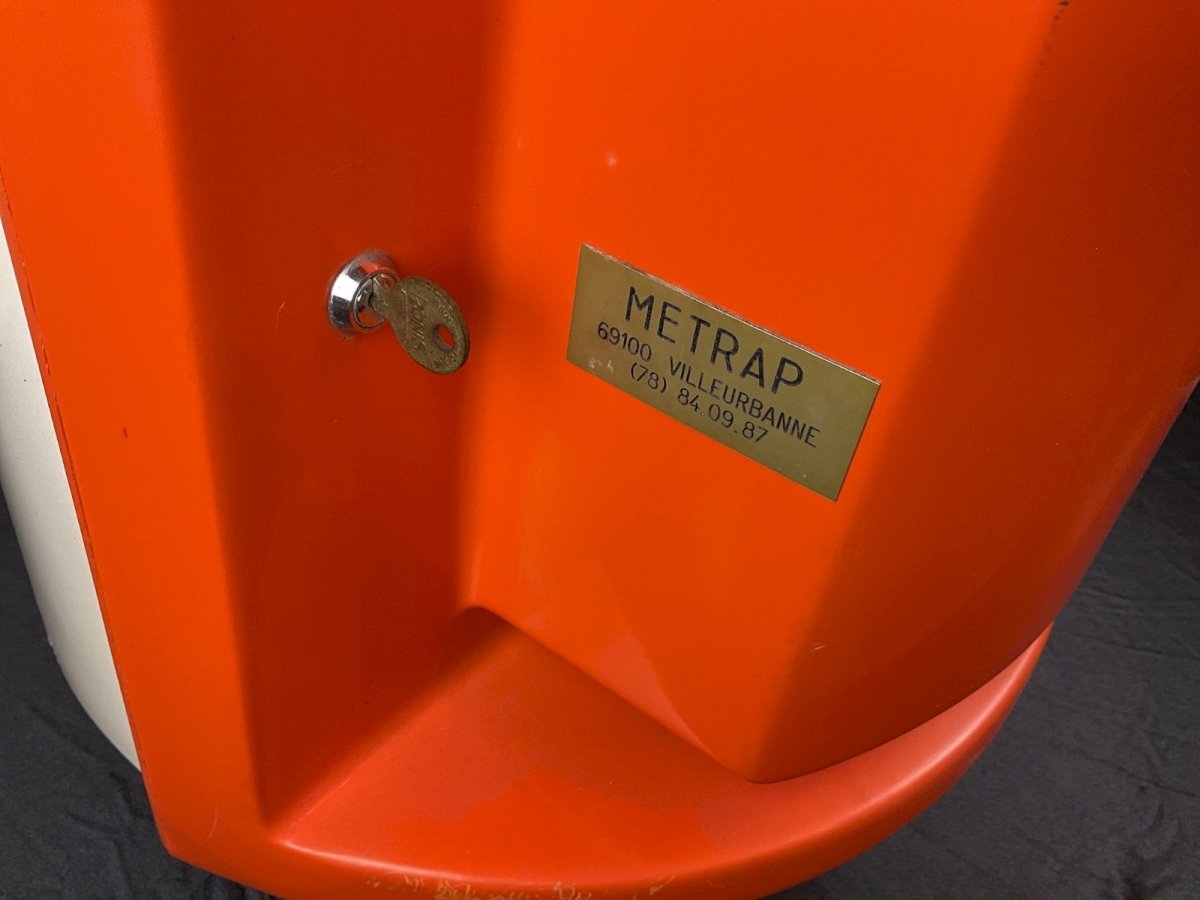 METRAP
69100 VILLEURBANNE
(78) 84.09.87